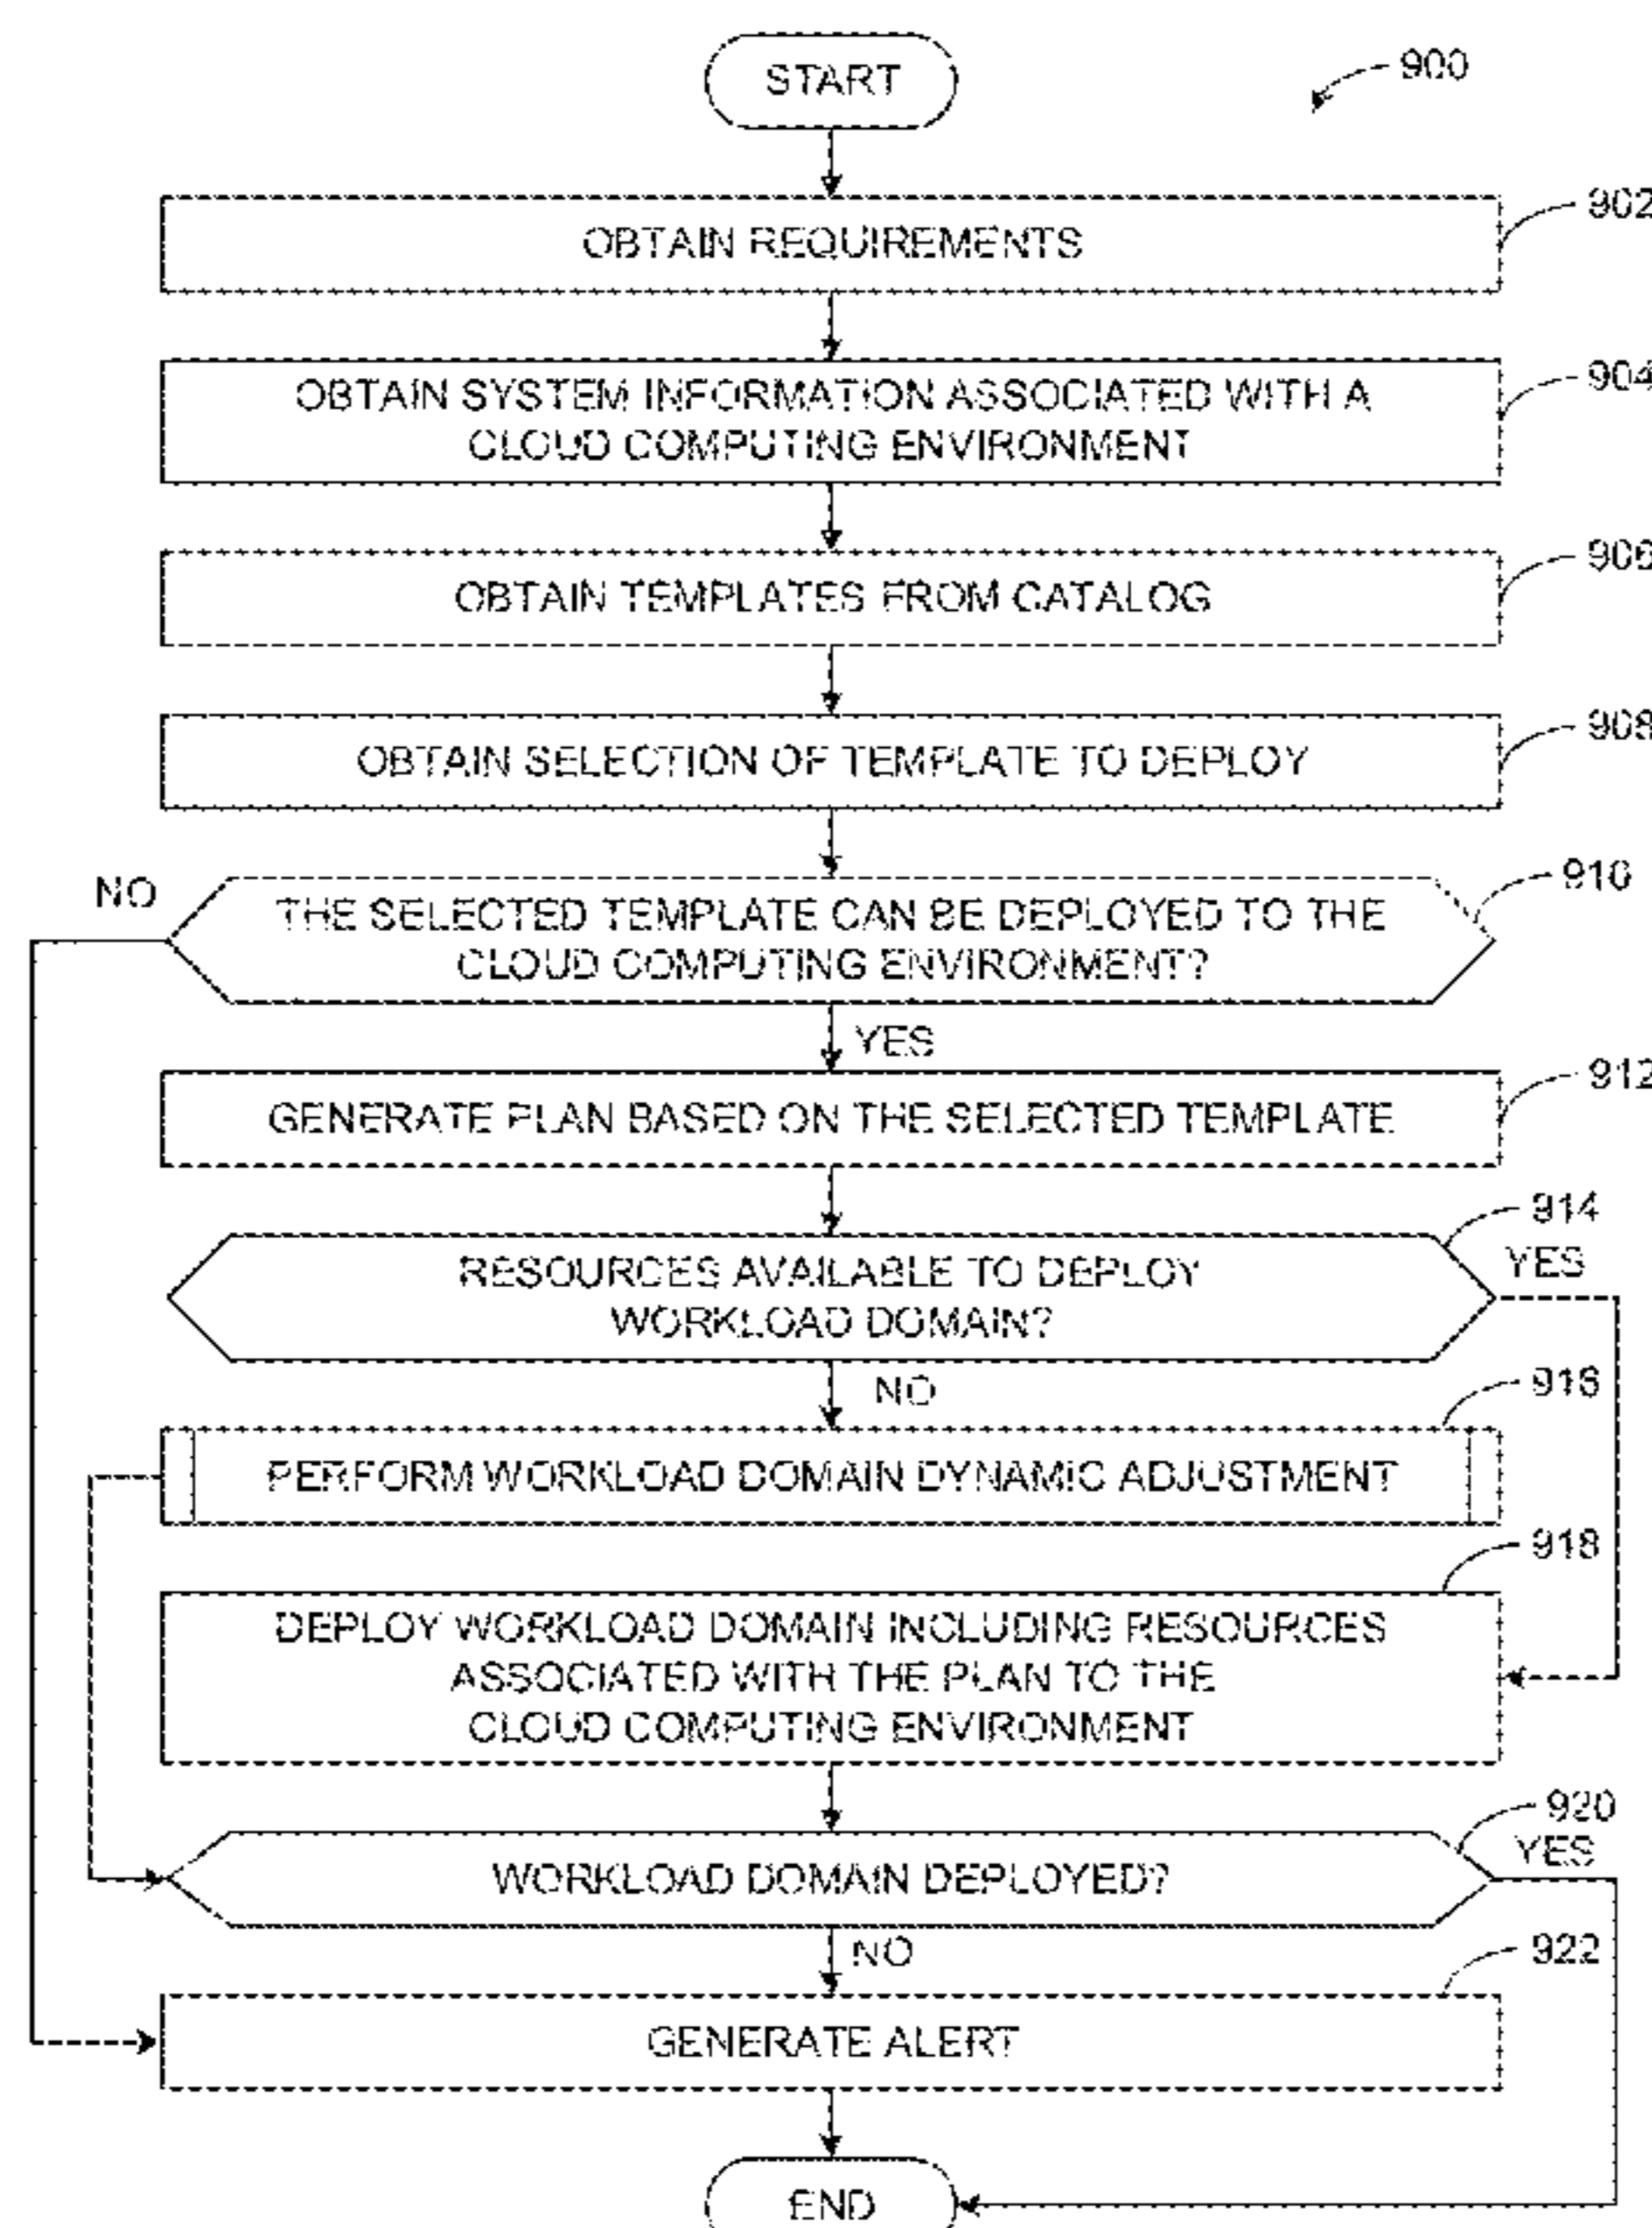 START
900
OBTAIN REQUIREMENTS
902
OBTAIN SYSTEM INFORMATION ASSOCIATED WITH A
CLOUD COMPUTING ENVIRONMENT
904
OBTAIN TEMPLATES FROM CATALOG
906
OBTAIN SELECTION OF TEMPLATE TO DEPLOY
908
NO
THE SELECTED TEMPLATE CAN BE DEPLOYED TO THE
CLOUD COMPUTING ENVIRONMENT?
910
YES
GENERATE PLAN BASED ON THE SELECTED TEMPLATE
912
RESOURCES AVAILABLE TO DEPLOY
WORKLOAD DOMAIN?
914
YES
NO
916
PERFORM WORKLOAD DOMAIN DYNAMIC ADJUSTMENT
918
DEPLOY WORKLOAD DOMAIN INCLUDING RESOURCES
ASSOCIATED WITH THE PLAN TO THE
CLOUD COMPUTING ENVIRONMENT
920
YES
WORKLOAD DOMAIN DEPLOYED?
NO
922
GENERATE ALERT
END